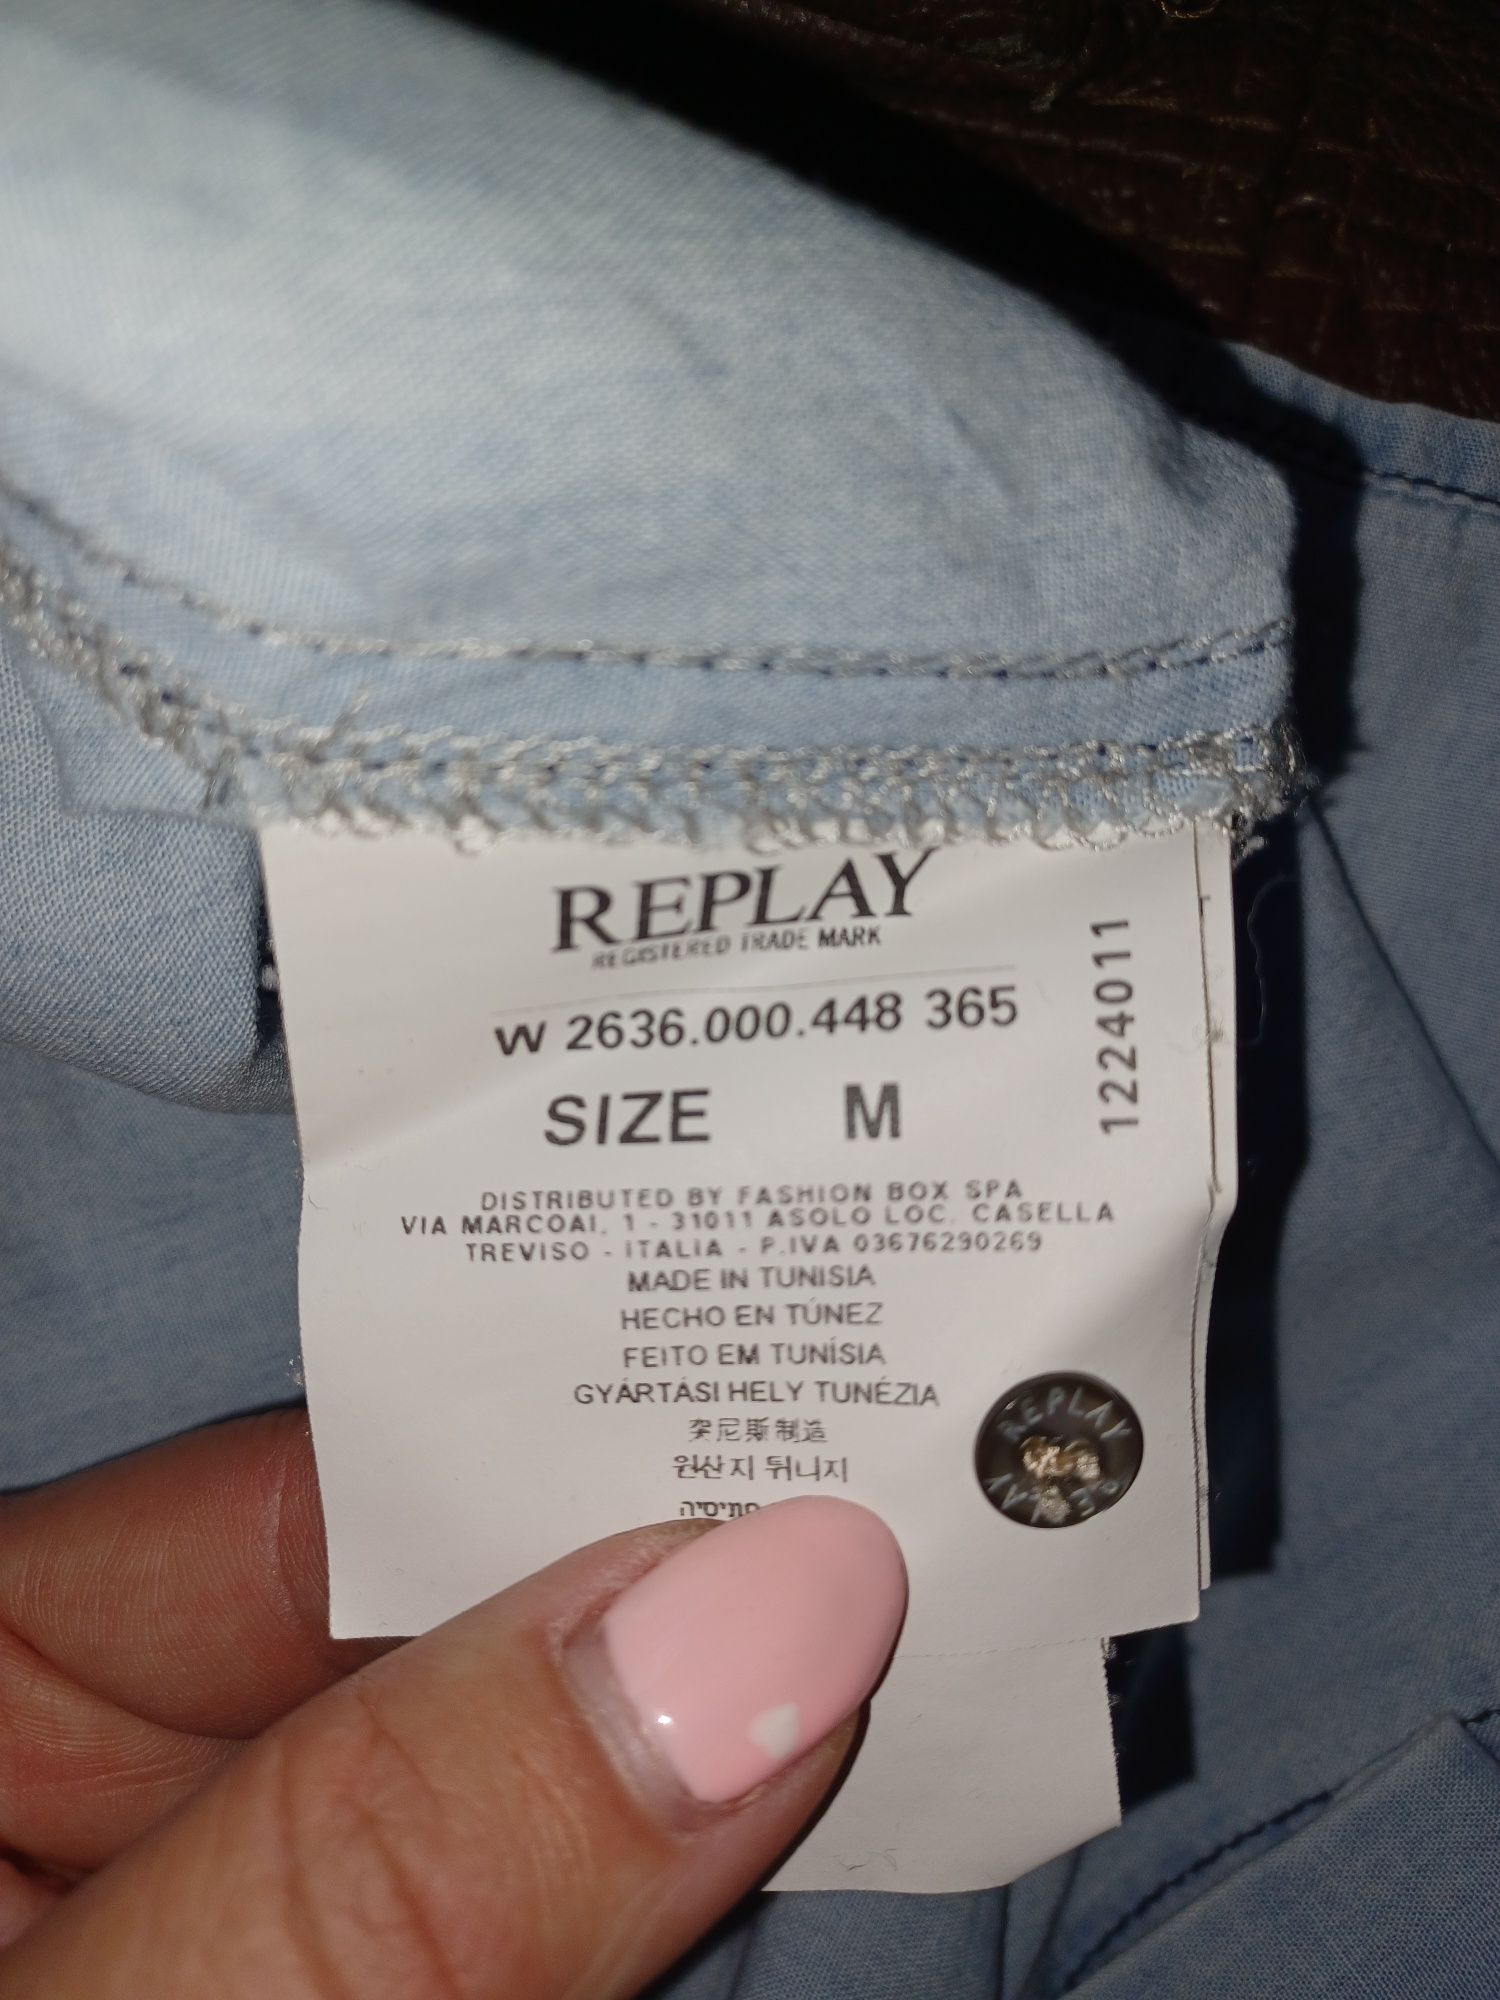 REPLAY
REGISTERED TRADE MARK
W 2636.000.448 365
SIZE M
1224011
DISTRIBUTED BY FASHION BOX SPA
VIA MARCOAI, 1 - 31011 ASOLO LOC. CASELLA
TREVISO - ITALIA - P.IVA 03676290269
MADE IN TUNISIA
HECHO EN TÚNEZ
FEITO EM TUNÍSIA
GYÁRTÁSI HELY TUNÉZIA
突尼斯制造
원산지 튀니지
REPLAY
REPLAY